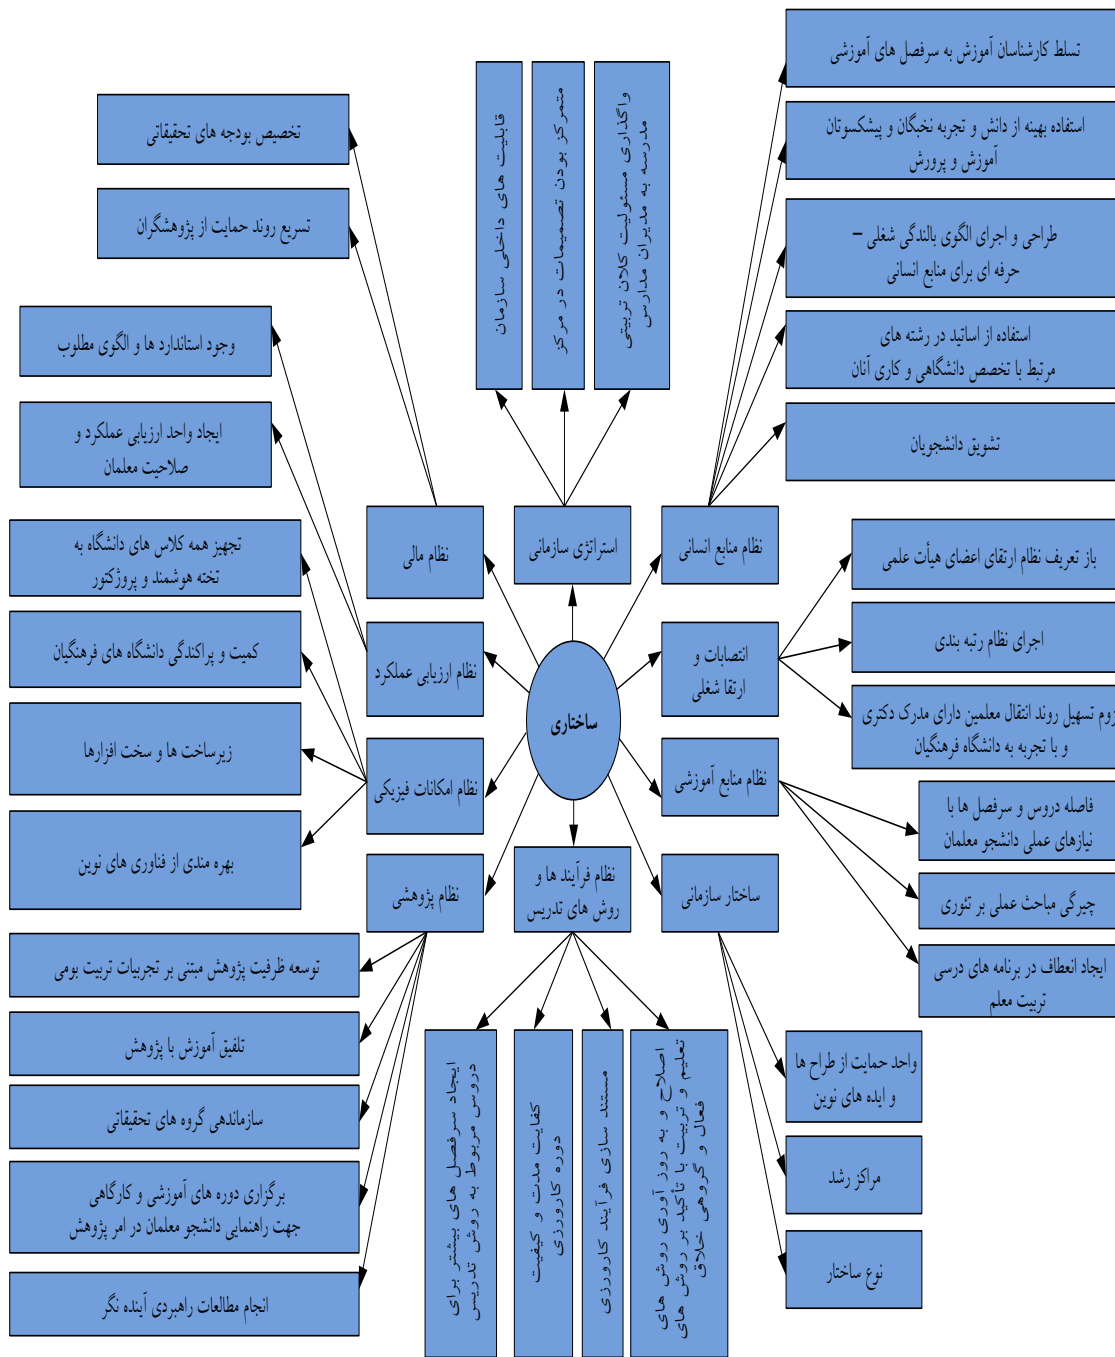 تسلط کارشناسان آموزش به سرفصل های آموزشی
استفاده بهینه از دانش و تجربه نخبگان و پیشکسوتان
آموزش و پرورش
طراحی و اجرای الگوی بالندگی شغلی –
حرفه ای برای منابع انسانی
استفاده از اساتید در رشته های
مرتبط با تخصص دانشگاهی و کاری آنان
تشویق دانشجویان
واگذاری مسئولیت کلان تربیتی
مدرسه به مدیران مدارس
متمرکز بودن تصمیمات در مرکز
قابلیت های داخلی سازمان
تخصیص بودجه های تحقیقاتی
تسریع روند حمایت از پژوهشگران
وجود استاندارد ها و الگوی مطلوب
ایجاد واحد ارزیابی عملکرد و
صلاحیت معلمان
نظام منابع انسانی
استراتژی سازمانی
نظام مالی
تجهیز همه کلاس های دانشگاه به
تخته هوشمند و پروژکتور
باز تعریف نظام ارتقای اعضای هیأت علمی
اجرای نظام رتبه بندی
زوم تسهیل روند انتقال معلمین دارای مدرک دکتری
و با تجربه به دانشگاه فرهنگیان
انتصابات و
ارتقا شغلی
ساختاری
نظام ارزیابی عملکرد
کمیت و پراکندگی دانشگاه های فرهنگیان
زیرساخت ها و سخت افزارها
نظام منابع آموزشی
نظام امکانات فیزیکی
بهره مندی از فناوری های نوین
فاصله دروس و سرفصل ها با
نیازهای عملی دانشجو معلمان
چیرگی مباحث عملی بر تئوری
ایجاد انعطاف در برنامه های درسی
تربیت معلم
ساختار سازمانی
نظام فرآیند ها و
روش های تدریس
نظام پژوهشی
توسعه ظرفیت پژوهش مبتنی بر تجربیات تربیت بومی
تلفیق آموزش با پژوهش
سازماندهی گروه های تحقیقاتی
برگزاری دوره های آموزشی و کارگاهی
جهت راهنمایی دانشجو معلمان در امر پژوهش
انجام مطالعات راهبردی آینده نگر
واحد حمایت از طراح ها
و ایده های نوین
مراکز رشد
نوع ساختار
اصلاح و به روز آوری روش های
تعلیم و تربیت با تأکید بر روش های
فعال و گروهی خلاق
مستند سازی فرآیند کارورزی
کفایت مدت و کیفیت
دوره کارورزی
ایجاد سرفصل های بیشتر برای
دروس مربوط به روش تدریس